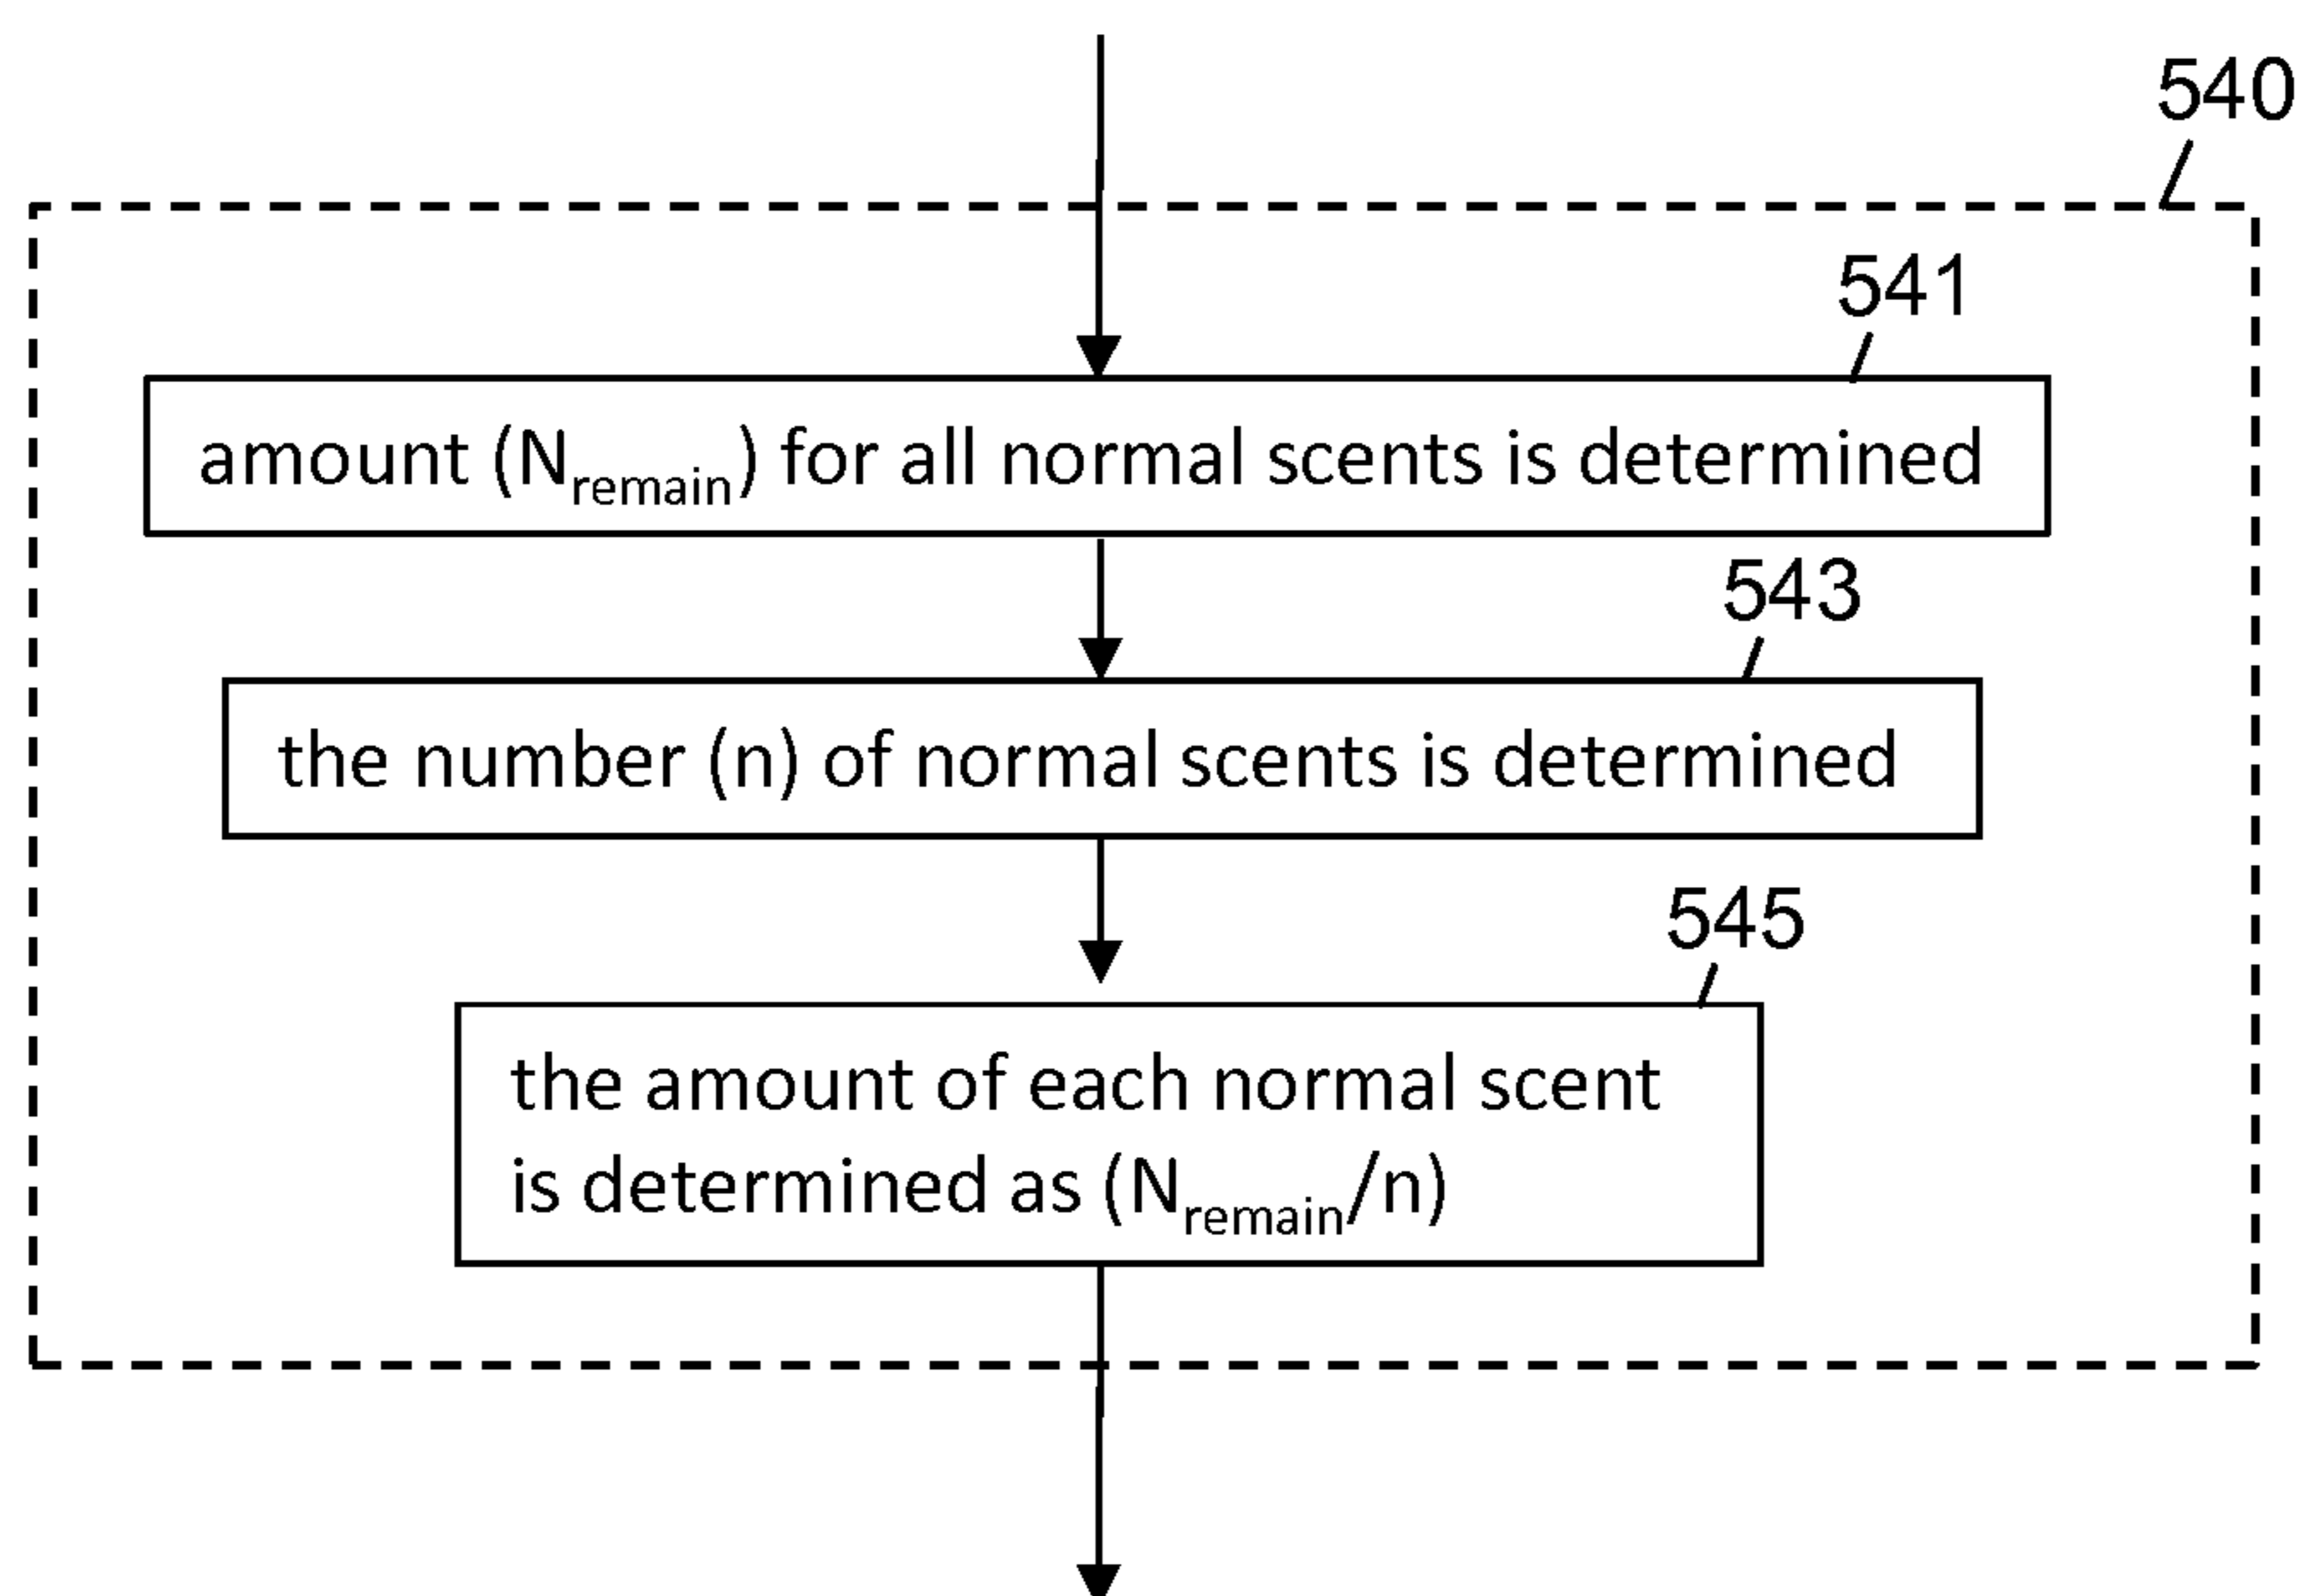 540
541
amount (Nremain) for all normal scents is determined
543
the number (n) of normal scents is determined
545
the amount of each normal scent
is determined as (Nremain/n)